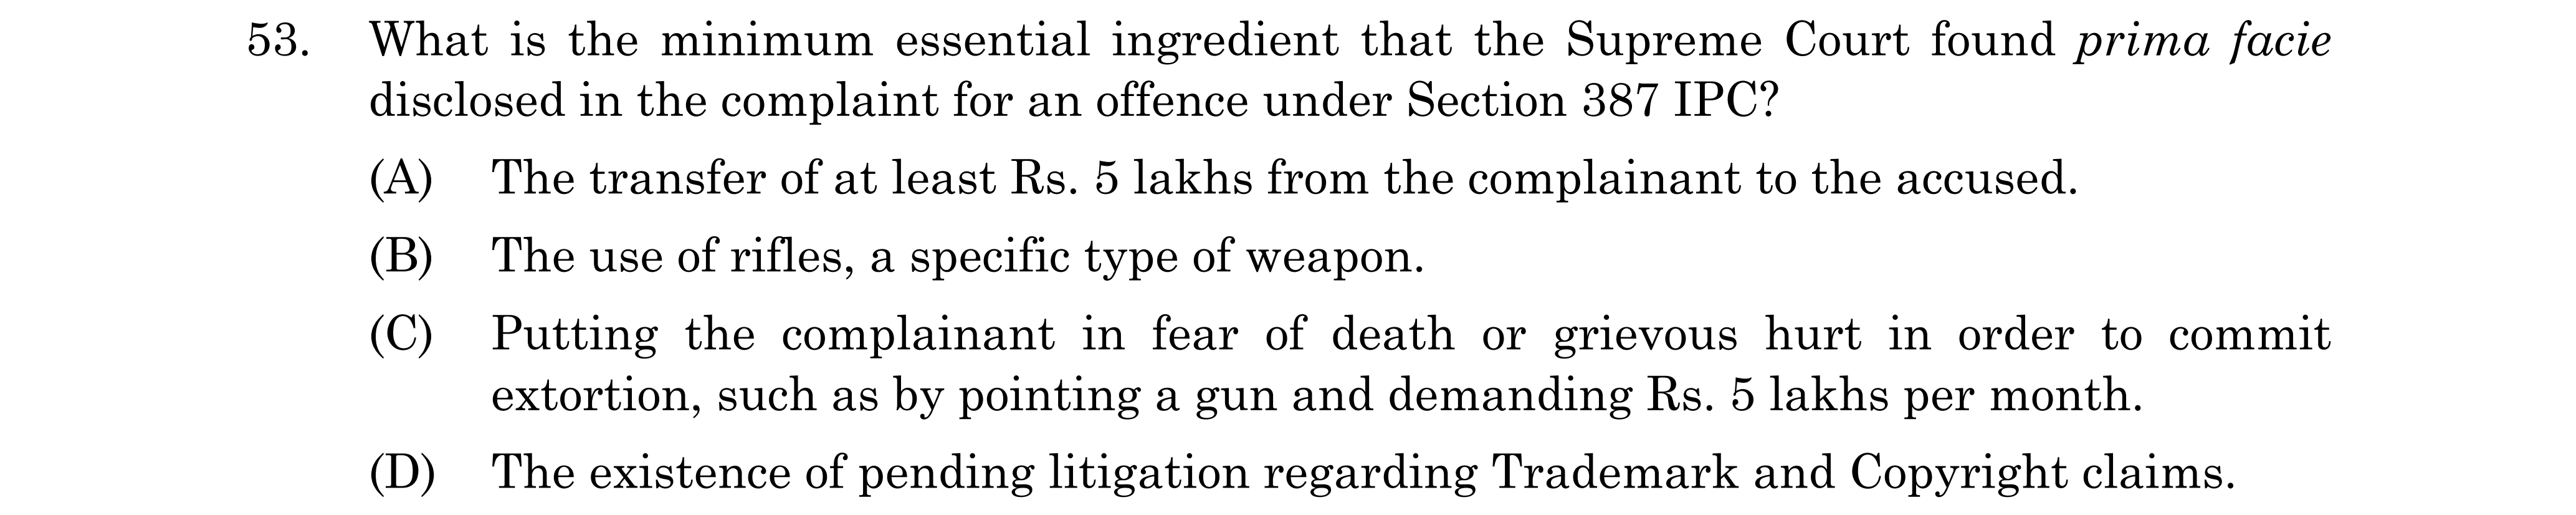 53. What is the minimum essential ingredient that the Supreme Court found prima facie
disclosed in the complaint for an offence under Section 387 IPC?
(A) The transfer of at least Rs. 5 lakhs from the complainant to the accused.
(B) The use of rifles, a specific type of weapon.
(C) Putting the complainant in fear of death or grievous hurt in order to commit
extortion, such as by pointing a gun and demanding Rs. 5 lakhs per month.
(D) The existence of pending litigation regarding Trademark and Copyright claims.